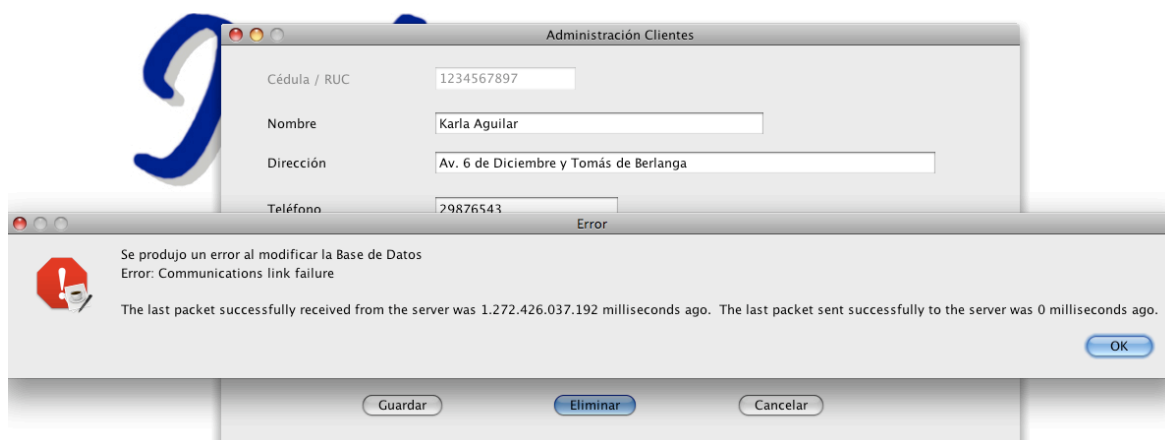 Administración Clientes
Cédula / RUC 1234567897
Nombre Karla Aguilar
Dirección Av. 6 de Diciembre y Tomás de Berlanga
Teléfono 29876543
Error
Se produjo un error al modificar la Base de Datos
Error: Communications link failure
The last packet successfully received from the server was 1.272.426.037.192 milliseconds ago.  The last packet sent successfully to the server was 0 milliseconds ago.
OK
Guardar Eliminar Cancelar